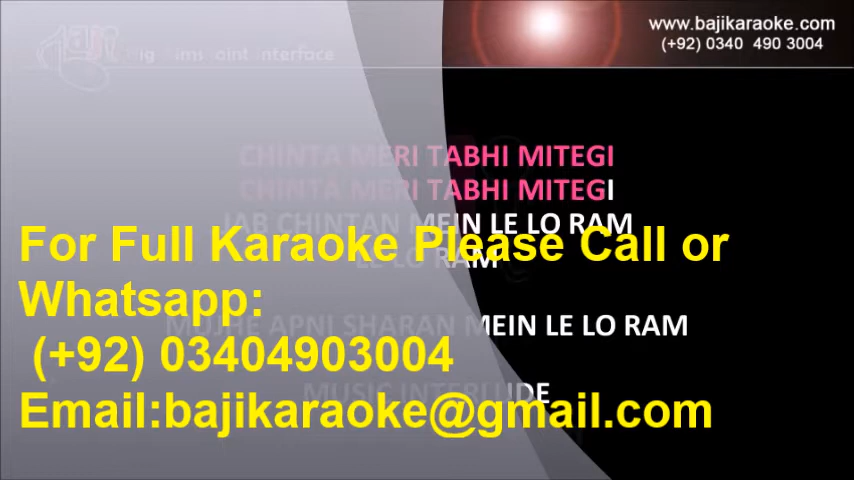 www.bajikaraoke.com
(+92) 0340 490 3004
CHINTA MERI TABHI MITEGI
CHINTA MERI TABHI MITEGI
JAB CHINTAN MEIN LE LO RAM
LE LO RAM
For Full Karaoke Please Call or
Whatsapp:
MUJHE APNI SHARAN MEIN LE LO RAM
(+92) 03404903004
MUSIC INTERLUDE
Email:bajikaraoke@gmail.com